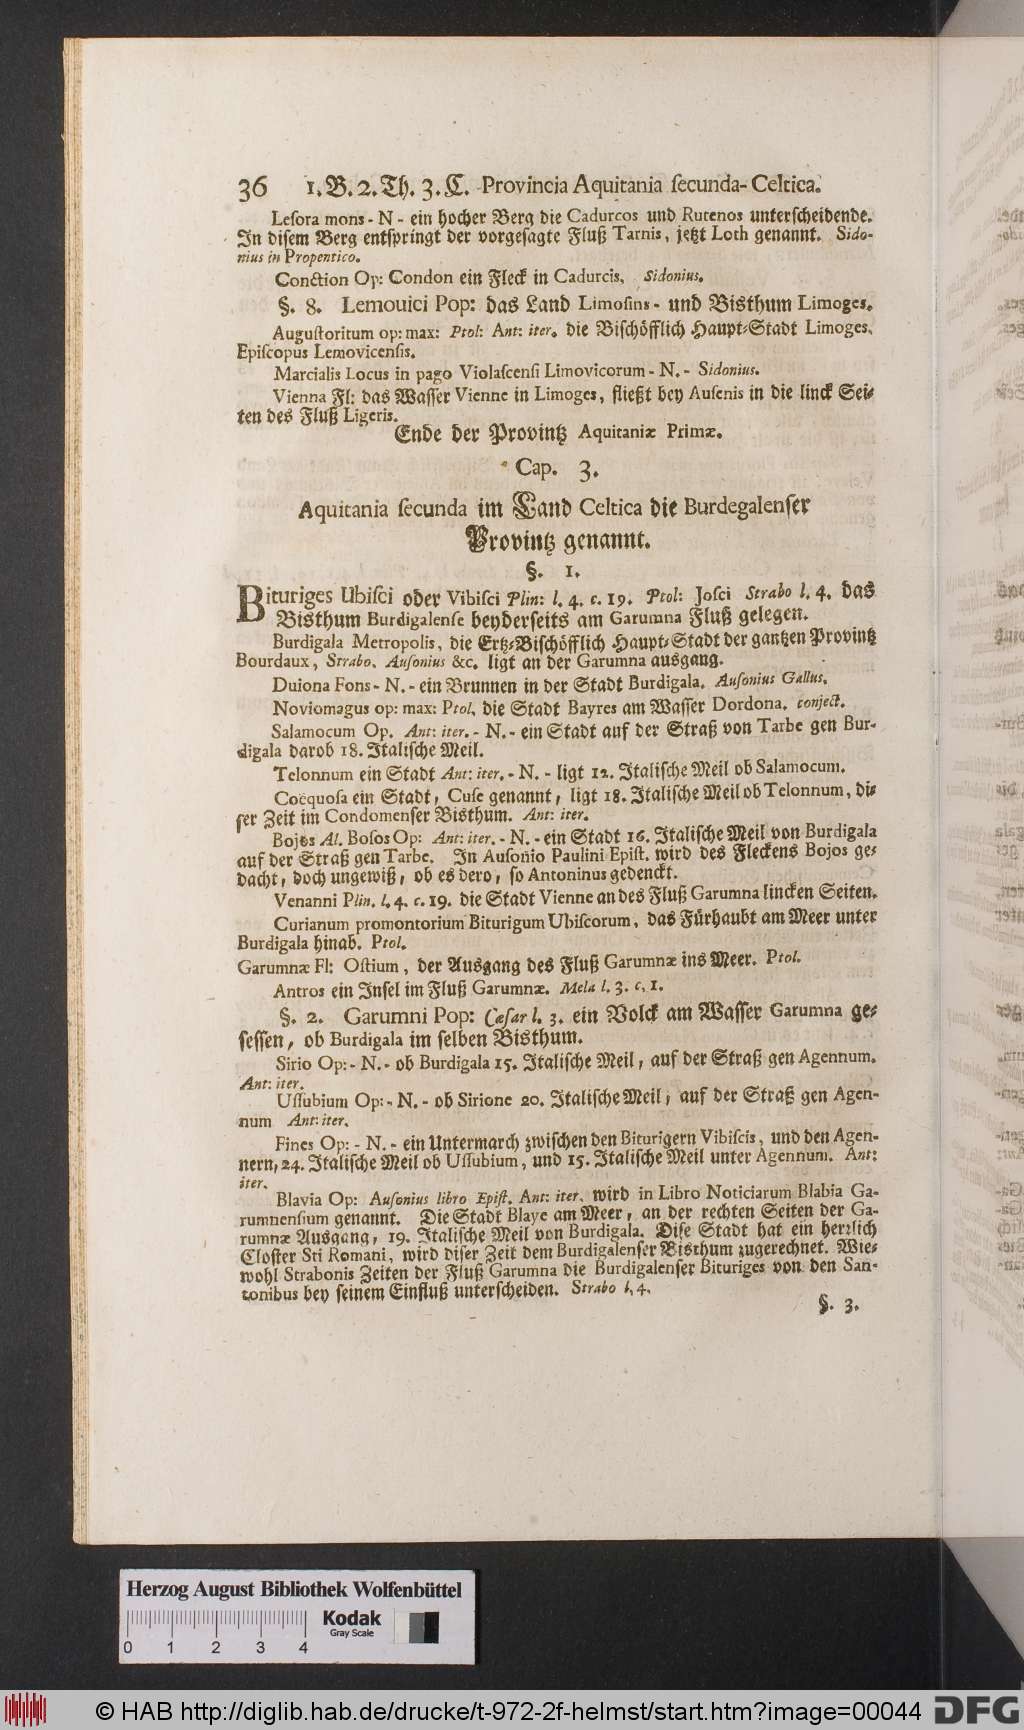 36 1. B. 2. Th. 3. C. Provincia Aquitania ſecunda-Celtica.
Leſora mons - N - ein hocher Berg die Cadurcos und Rutenos unterſcheidende.
In diſem Berg entſpringt der vorgeſagte Fluß Tarnis, jetzt Loth genannt. Sido-
nius in Propentico.
Conction Op: Condon ein Fleck in Cadurcis. Sidonius.
§. 8. Lemouici Pop: das Land Limoſins - und Bisthum Limoges.
Auguſtoritum op: max: Ptol: Ant: iter. die Biſchöfflich Haupt-Stadt Limoges.
Epiſcopus Lemovicenſis.
Marcialis Locus in pago Violaſcenſi Limovicorum - N. - Sidonius.
Vienna Fl: das Waſſer Vienne in Limoges, fließt bey Auſenis in die linck Sei-
ten des Fluß Ligeris.
Ende der Provintz Aquitaniæ Primæ.
Cap. 3.
Aquitania ſecunda im Land Celtica die Burdegalenſer
Provintz genannt.
§. 1.
Bituriges Ubiſci oder Vibiſci Plin: l. 4. c. 19. Ptol: Joſci Strabo l. 4. das
Bisthum Burdigalenſe beyderſeits am Garumna Fluß gelegen.
Burdigala Metropolis, die Ertz-Biſchöfflich Haupt-Stadt der gantzen Provintz
Bourdaux, Strabo. Auſonius &c. ligt an der Garumna ausgang.
Duiona Fons - N. - ein Brunnen in der Stadt Burdigala. Auſonius Gallus.
Noviomagus op: max: Ptol. die Stadt Bayres am Waſſer Dordona. conject.
Salamocum Op. Ant: iter. - N. - ein Stadt auf der Straß von Tarbe gen Bur-
digala darob 18. Italiſche Meil.
Telonnum ein Stadt Ant: iter. - N. - ligt 12. Italiſche Meil ob Salamocum.
Coëquoſa ein Stadt, Cuſe genannt, ligt 18. Italiſche Meil ob Telonnum, di-
ſer Zeit im Condomenſer Bisthum. Ant: iter.
Bojos Al. Boſos Op: Ant: iter. - N. - ein Stadt 16. Italiſche Meil von Burdigala
auf der Straß gen Tarbe. In Auſonio Paulini Epiſt. wird des Fleckens Bojos ge-
dacht, doch ungewiß, ob es dero, ſo Antoninus gedenckt.
Venanni Plin. l. 4. c. 19. die Stadt Vienne an des Fluß Garumna lincken Seiten.
Curianum promontorium Biturigum Ubiſcorum, das Fürhaubt am Meer unter
Burdigala hinab. Ptol.
Garumnæ Fl: Oſtium, der Ausgang des Fluß Garumnæ ins Meer. Ptol.
Antros ein Inſel im Fluß Garumnæ. Mela l. 3. c. 1.
§. 2. Garumni Pop: Cæſar l. 3. ein Volck am Waſſer Garumna ge-
ſeſſen, ob Burdigala im ſelben Bisthum.
Sirio Op: - N. - ob Burdigala 15. Italiſche Meil, auf der Straß gen Agennum.
Ant: iter.
Uſſubium Op: - N. - ob Sirione 20. Italiſche Meil, auf der Straß gen Agen-
num Ant: iter.
Fines Op: - N. - ein Untermarch zwiſchen den Biturigern Vibiſcis, und den Agen-
nern, 24. Italiſche Meil ob Uſſubium, und 15. Italiſche Meil unter Agennum. Ant:
iter.
Blavia Op: Auſonius libro Epiſt. Ant: iter. wird in Libro Noticiarum Blabia Ga-
rumnenſium genannt. Die Stadt Blaye am Meer, an der rechten Seiten der Ga-
rumnæ Ausgang, 19. Italiſche Meil von Burdigala. Diſe Stadt hat ein herrlich
Cloſter Sti Romani, wird diſer Zeit dem Burdigalenſer Bisthum zugerechnet. Wie-
wohl Strabonis Zeiten der Fluß Garumna die Burdigalenſer Bituriges von den San-
tonibus bey ſeinem Einfluß unterſcheiden. Strabo l. 4.
§. 3.
Herzog August Bibliothek Wolfenbüttel
Kodak
Gray Scale
0 1 2 3 4
© HAB http://diglib.hab.de/drucke/t-972-2f-helmst/start.htm?image=00044 DFG